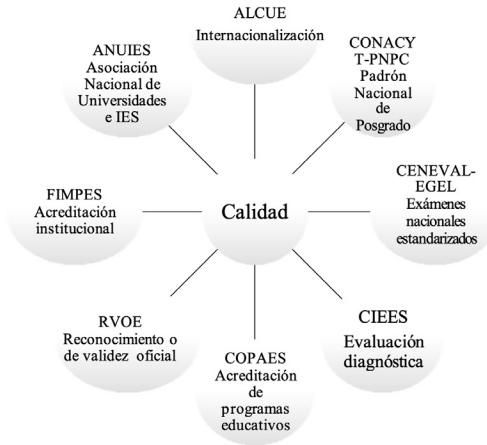 ALCUE
Internacionalización
CONACY
T-PNPC
Padrón
Nacional
de
Posgrado
CENEVAL-
EGEL
Exámenes
nacionales
estandarizados
CIEES
Evaluación
diagnóstica
COPAES
Acreditación
de
programas
educativos
RVOE
Reconocimiento o
de validez oficial
FIMPES
Acreditación
institucional
ANUIES
Asociación
Nacional de
Universidades
e IES
Calidad